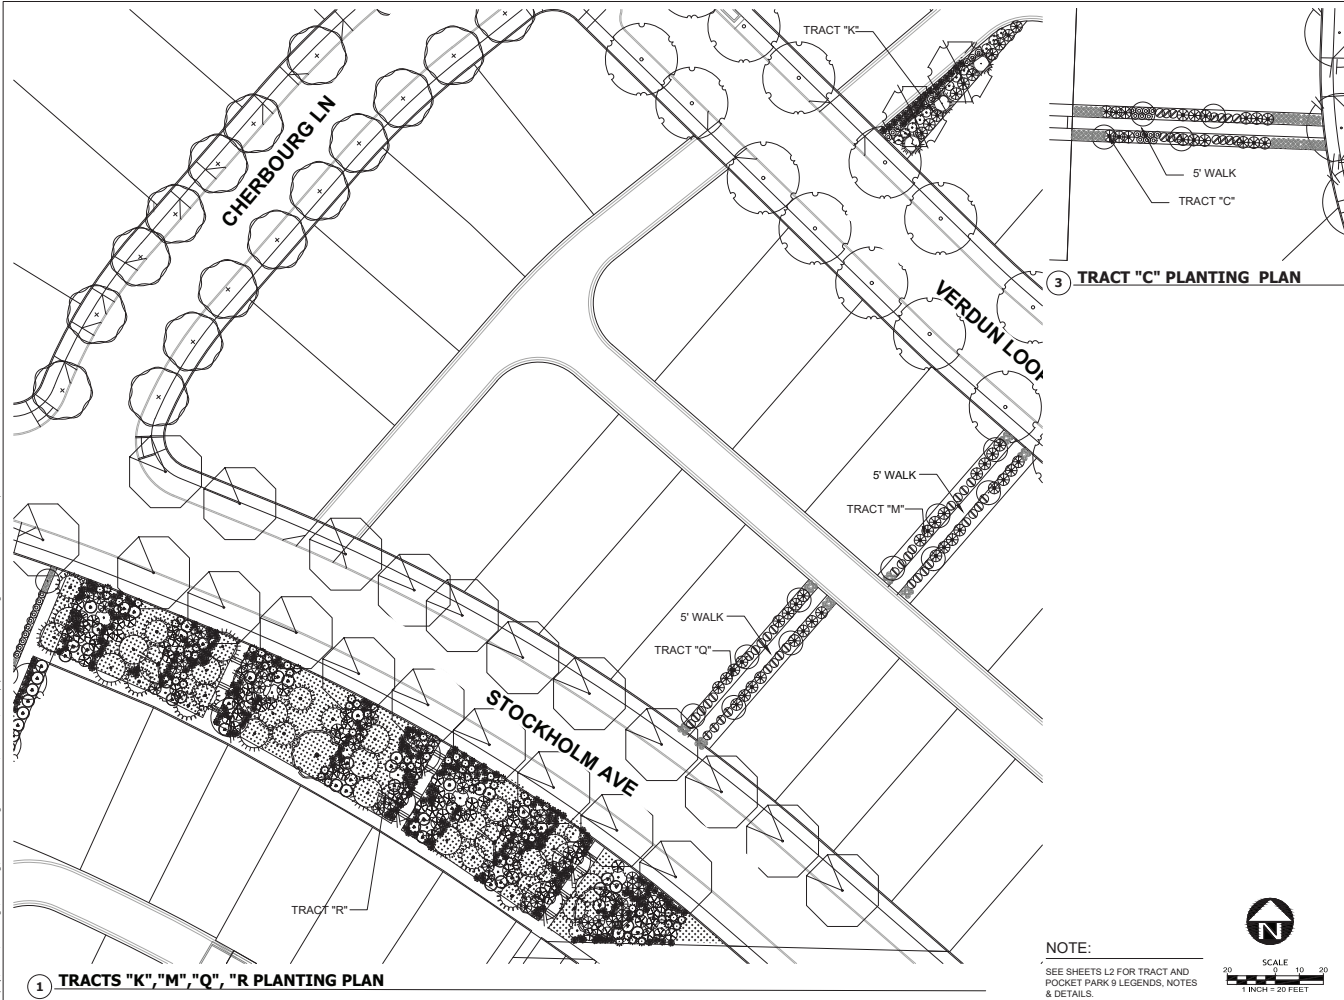 TRACT "K"
CHERBOURG LN
VERDUN LOOP
5' WALK
TRACT "C"
3 TRACT "C" PLANTING PLAN
5' WALK
TRACT "M"
5' WALK
TRACT "Q"
STOCKHOLM AVE
TRACT "R"
1 TRACTS "K","M","Q", "R PLANTING PLAN
NOTE:
SEE SHEETS L2 FOR TRACT AND
POCKET PARK 9 LEGENDS, NOTES
& DETAILS.
N
SCALE
20 0 10 20
1 INCH = 20 FEET